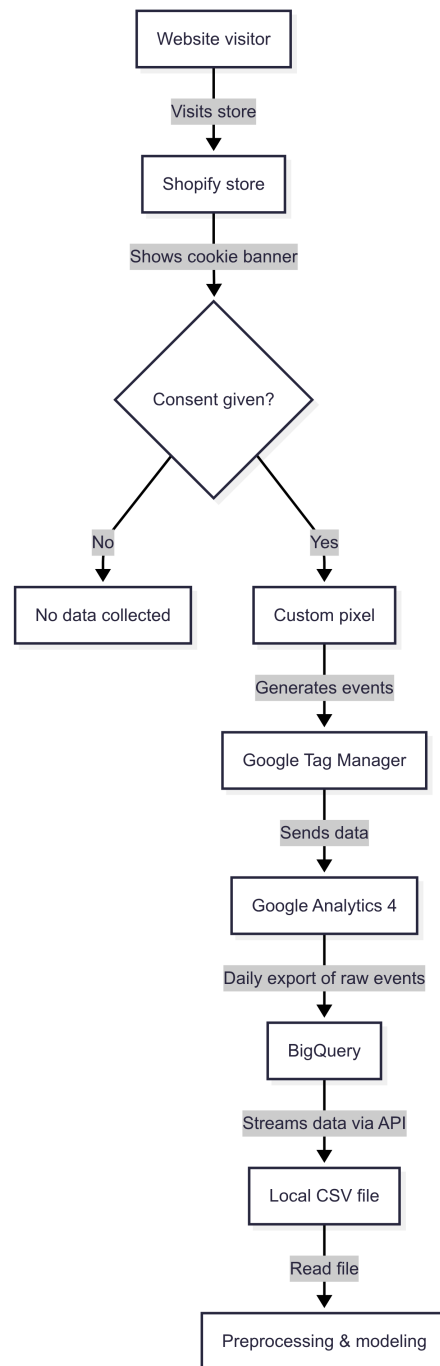 Website visitor
Visits store
Shopify store
Shows cookie banner
Consent given?
No
Yes
No data collected
Custom pixel
Generates events
Google Tag Manager
Sends data
Google Analytics 4
Daily export of raw events
BigQuery
Streams data via API
Local CSV file
Read file
Preprocessing & modeling